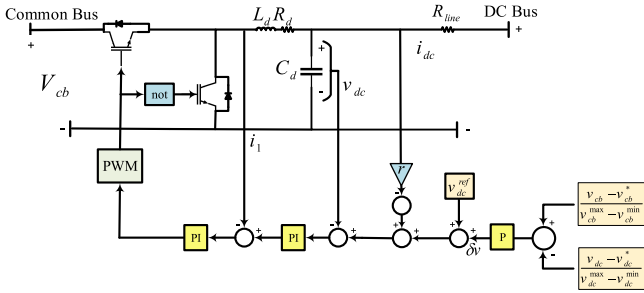 Common Bus
L_d R_d
R_line
DC Bus
+
+
V_cb
C_d
+
-
v_dc
i_dc
not
-
-
i_1
PWM
r
-
v_dc^ref
(v_cb − v_cb^*) / (v_cb^max − v_cb^min)
PI
-
+
PI
-
+
+
+
+
+
δv
P
+
-
(v_dc − v_dc^*) / (v_dc^max − v_dc^min)